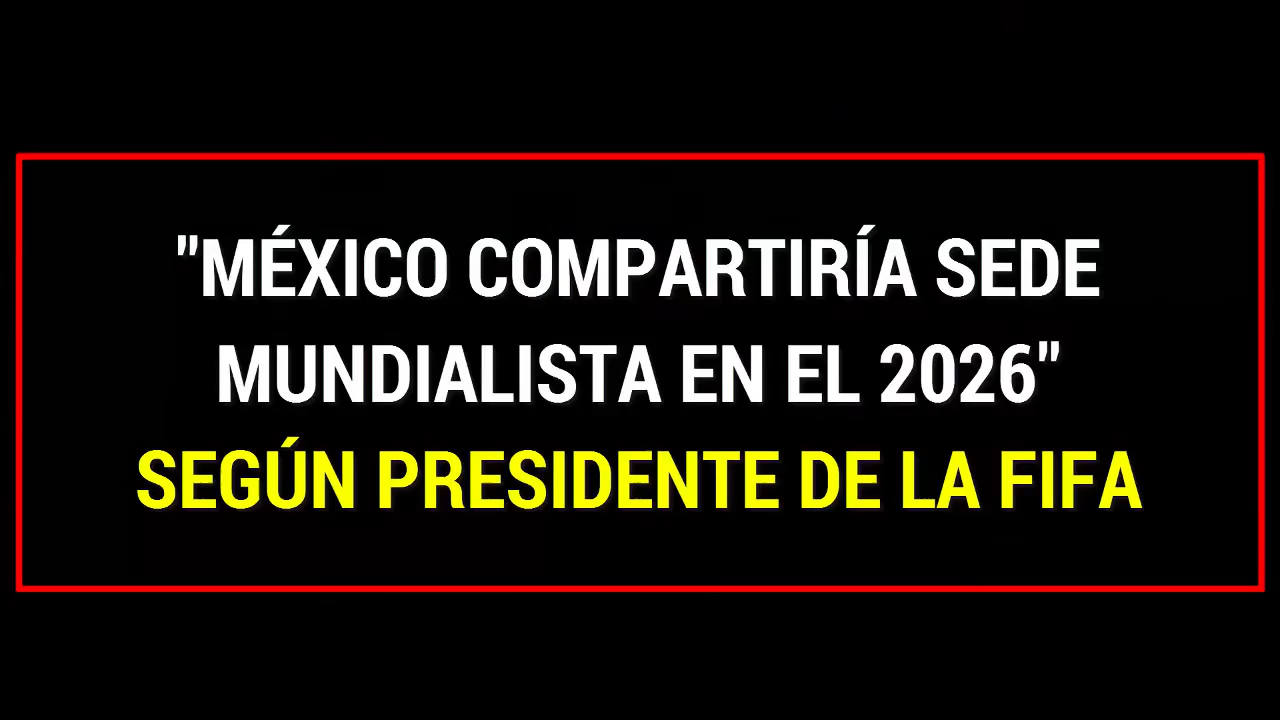 "MÉXICO COMPARTIRÍA SEDE
MUNDIALISTA EN EL 2026"
SEGÚN PRESIDENTE DE LA FIFA